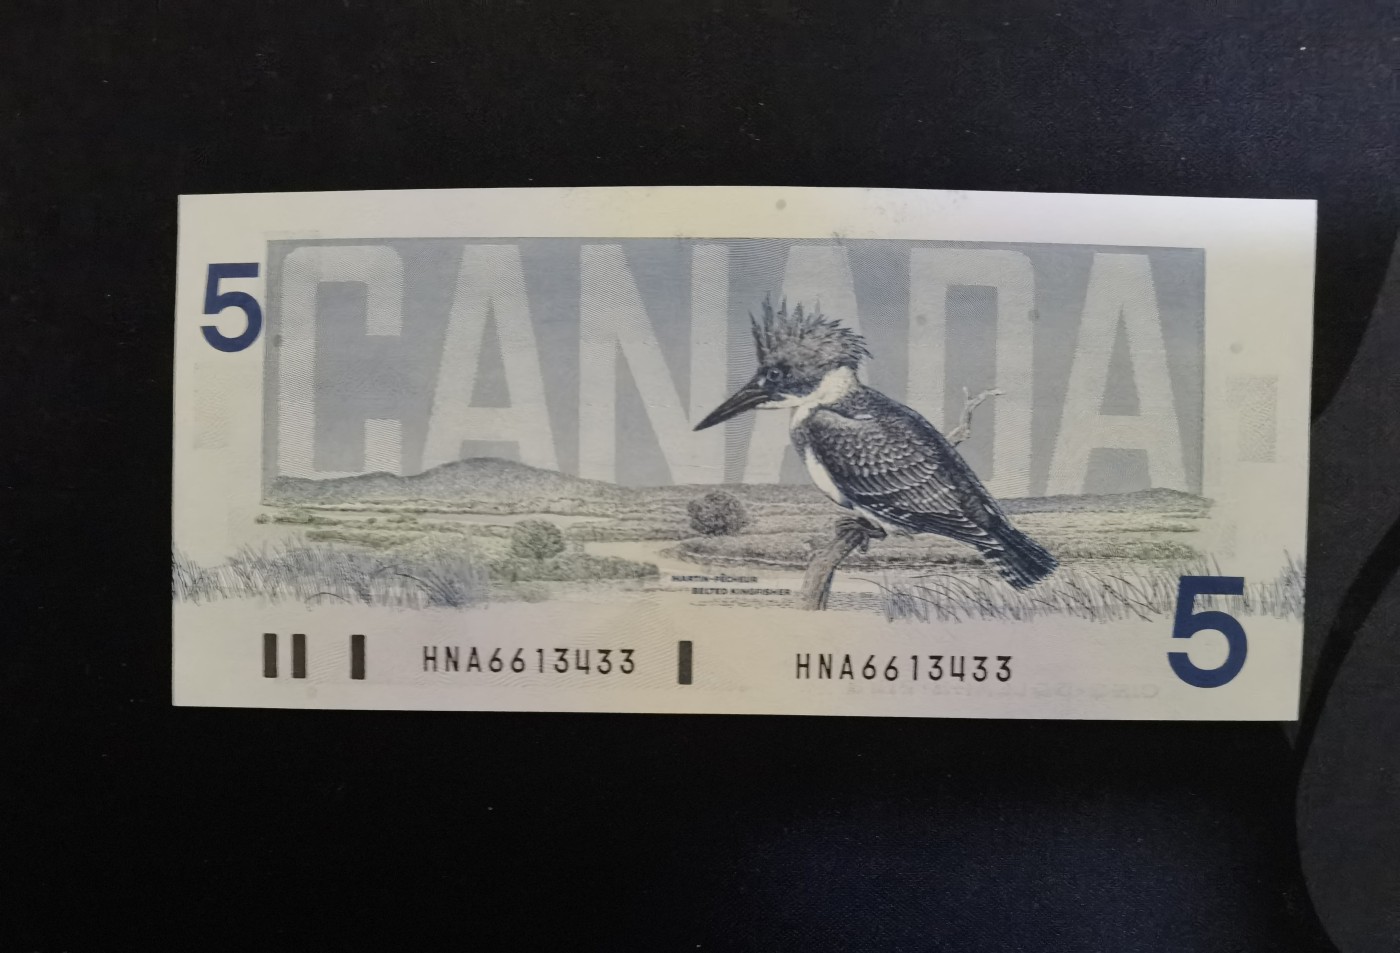 5
CANADA
MARTIN-PÊCHEUR
BELTED KINGFISHER
5
HNA6613433 HNA6613433